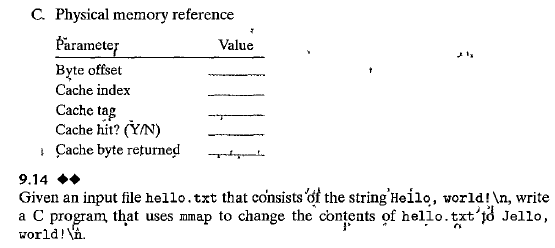 C. Physical memory reference
Parameter Value
Byte offset
Cache index
Cache tag
Cache hit? (Y/N)
Cache byte returned
9.14 ◆◆
Given an input file hello.txt that consists of the string Hello, world!\n, write
a C program that uses mmap to change the contents of hello.txt to Jello,
world!\n.